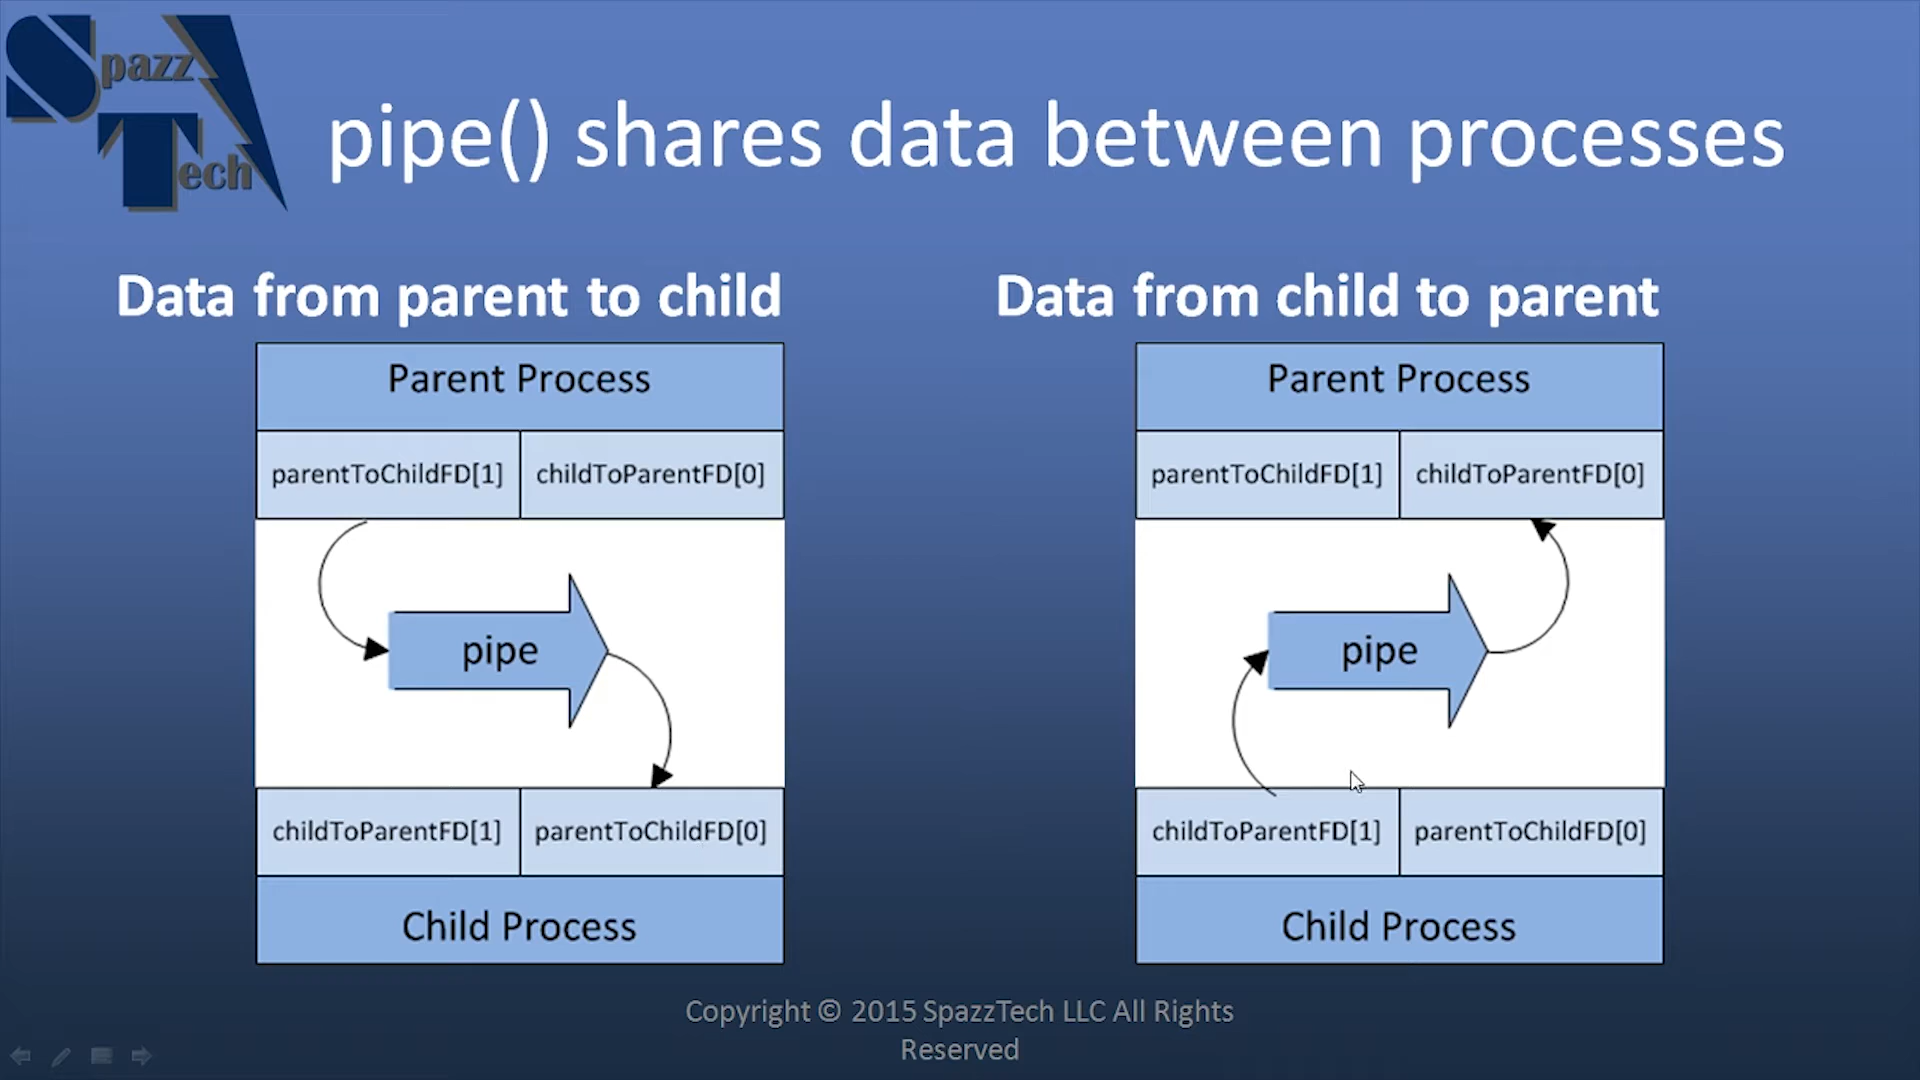 Spazz
Tech
pipe() shares data between processes
Data from parent to child
Parent Process
parentToChildFD[1] childToParentFD[0]
pipe
childToParentFD[1] parentToChildFD[0]
Child Process
Data from child to parent
Parent Process
parentToChildFD[1] childToParentFD[0]
pipe
childToParentFD[1] parentToChildFD[0]
Child Process
Copyright © 2015 SpazzTech LLC All Rights
Reserved